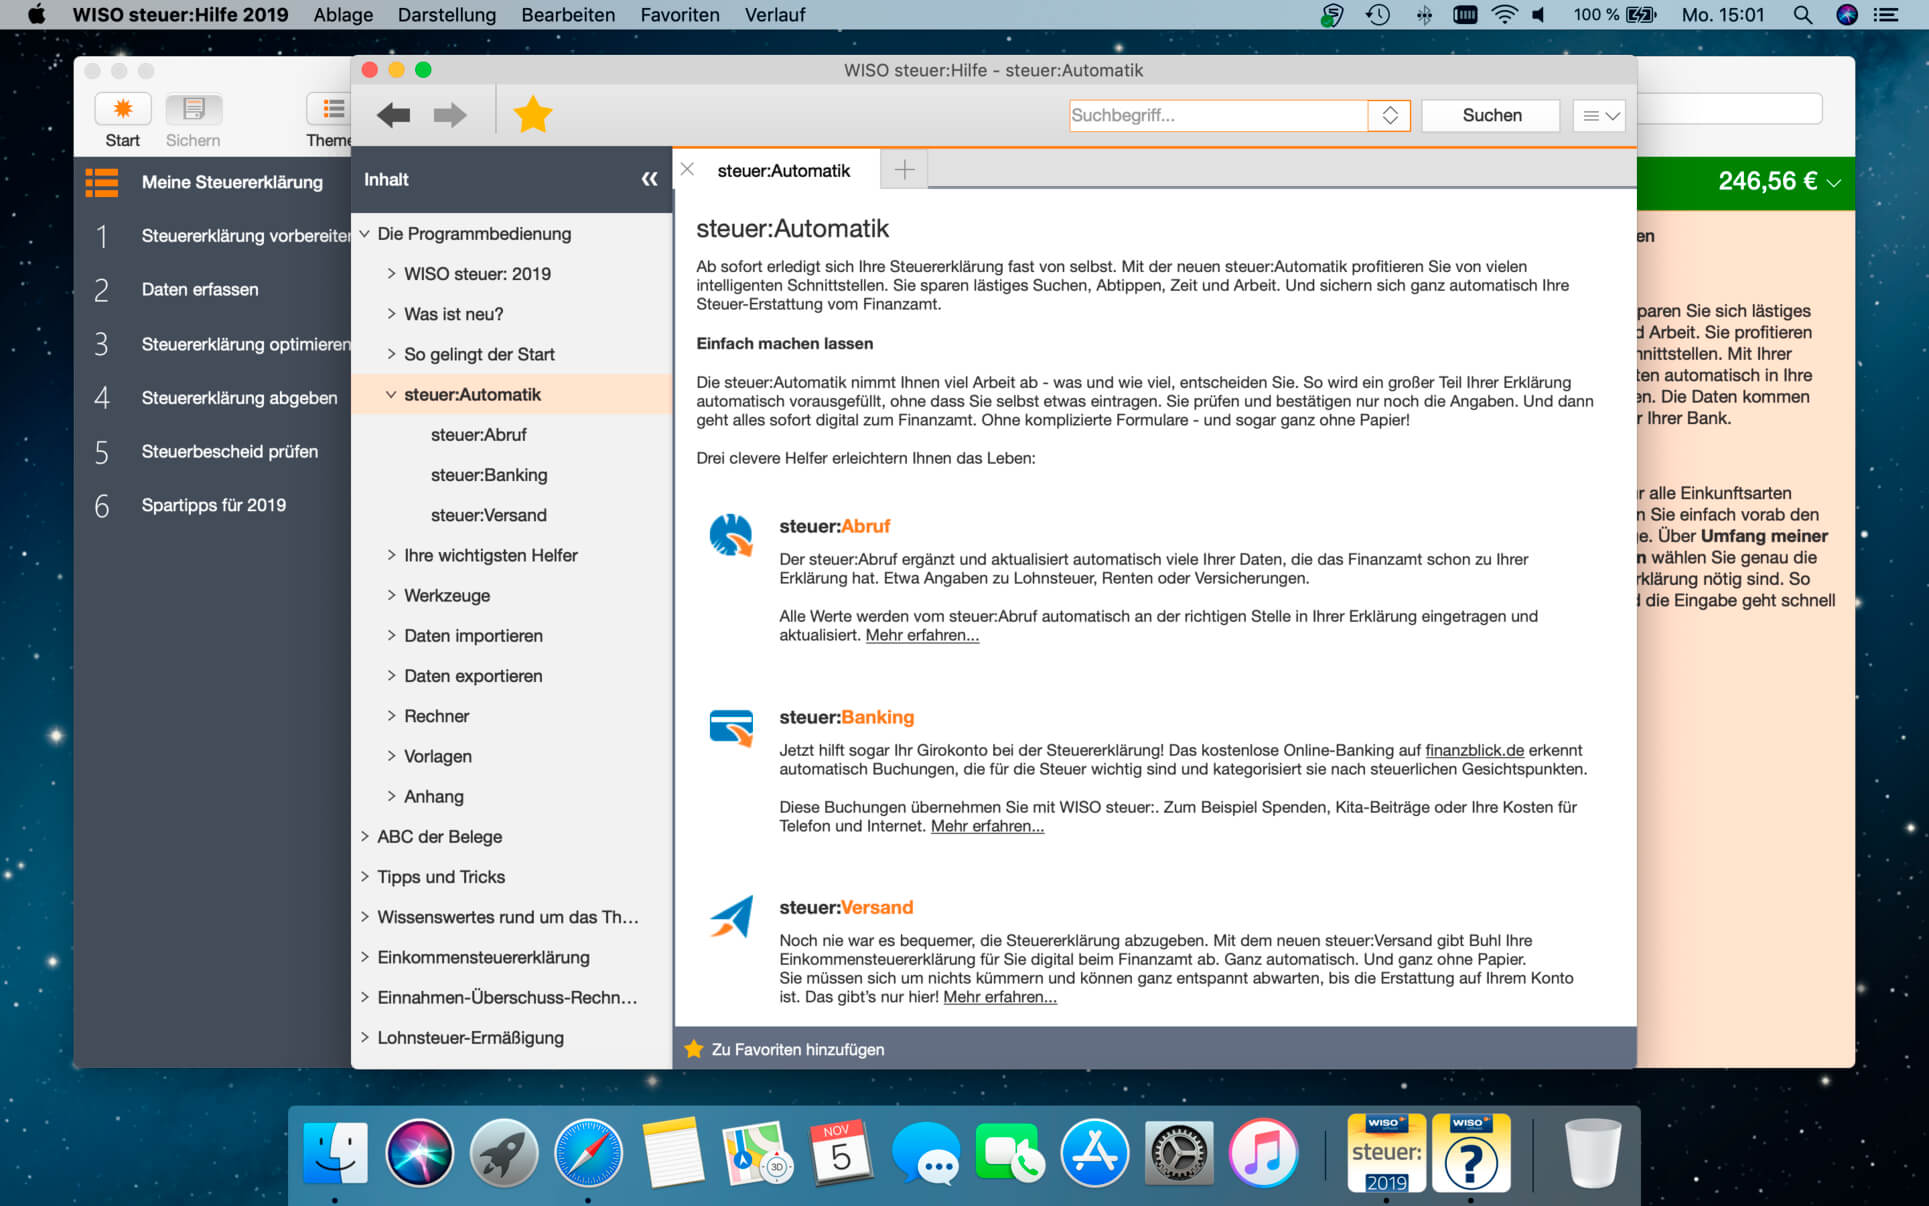 WISO steuer:Hilfe 2019 Ablage Darstellung Bearbeiten Favoriten Verlauf 100 % Mo. 15:01
WISO steuer:Hilfe - steuer:Automatik
Start
Sichern
Theme
Suchbegriff...
Suchen
Meine Steuererklärung
1 Steuererklärung vorbereiten
2 Daten erfassen
3 Steuererklärung optimieren
4 Steuererklärung abgeben
5 Steuerbescheid prüfen
6 Spartipps für 2019
Inhalt
Die Programmbedienung
WISO steuer: 2019
Was ist neu?
So gelingt der Start
steuer:Automatik
steuer:Abruf
steuer:Banking
steuer:Versand
Ihre wichtigsten Helfer
Werkzeuge
Daten importieren
Daten exportieren
Rechner
Vorlagen
Anhang
ABC der Belege
Tipps und Tricks
Wissenswertes rund um das Th...
Einkommensteuererklärung
Einnahmen-Überschuss-Rechn...
Lohnsteuer-Ermäßigung
steuer:Automatik
steuer:Automatik
Ab sofort erledigt sich Ihre Steuererklärung fast von selbst. Mit der neuen steuer:Automatik profitieren Sie von vielen
intelligenten Schnittstellen. Sie sparen lästiges Suchen, Abtippen, Zeit und Arbeit. Und sichern sich ganz automatisch Ihre
Steuer-Erstattung vom Finanzamt.
Einfach machen lassen
Die steuer:Automatik nimmt Ihnen viel Arbeit ab - was und wie viel, entscheiden Sie. So wird ein großer Teil Ihrer Erklärung
automatisch vorausgefüllt, ohne dass Sie selbst etwas eintragen. Sie prüfen und bestätigen nur noch die Angaben. Und dann
geht alles sofort digital zum Finanzamt. Ohne komplizierte Formulare - und sogar ganz ohne Papier!
Drei clevere Helfer erleichtern Ihnen das Leben:
steuer:Abruf
Der steuer:Abruf ergänzt und aktualisiert automatisch viele Ihrer Daten, die das Finanzamt schon zu Ihrer
Erklärung hat. Etwa Angaben zu Lohnsteuer, Renten oder Versicherungen.
Alle Werte werden vom steuer:Abruf automatisch an der richtigen Stelle in Ihrer Erklärung eingetragen und
aktualisiert. Mehr erfahren...
steuer:Banking
Jetzt hilft sogar Ihr Girokonto bei der Steuererklärung! Das kostenlose Online-Banking auf finanzblick.de erkennt
automatisch Buchungen, die für die Steuer wichtig sind und kategorisiert sie nach steuerlichen Gesichtspunkten.
Diese Buchungen übernehmen Sie mit WISO steuer:. Zum Beispiel Spenden, Kita-Beiträge oder Ihre Kosten für
Telefon und Internet. Mehr erfahren...
steuer:Versand
Noch nie war es bequemer, die Steuererklärung abzugeben. Mit dem neuen steuer:Versand gibt Buhl Ihre
Einkommensteuererklärung für Sie digital beim Finanzamt ab. Ganz automatisch. Und ganz ohne Papier.
Sie müssen sich um nichts kümmern und können ganz entspannt abwarten, bis die Erstattung auf Ihrem Konto
ist. Das gibt's nur hier! Mehr erfahren...
Zu Favoriten hinzufügen
246,56 €
en
paren Sie sich lästiges
d Arbeit. Sie profitieren
hnittstellen. Mit Ihrer
ten automatisch in Ihre
en. Die Daten kommen
r Ihrer Bank.
r alle Einkunftsarten
n Sie einfach vorab den
ge. Über Umfang meiner
n wählen Sie genau die
rklärung nötig sind. So
d die Eingabe geht schnell
3D
NOV
5
WISO
steuer:
2019
WISO
?